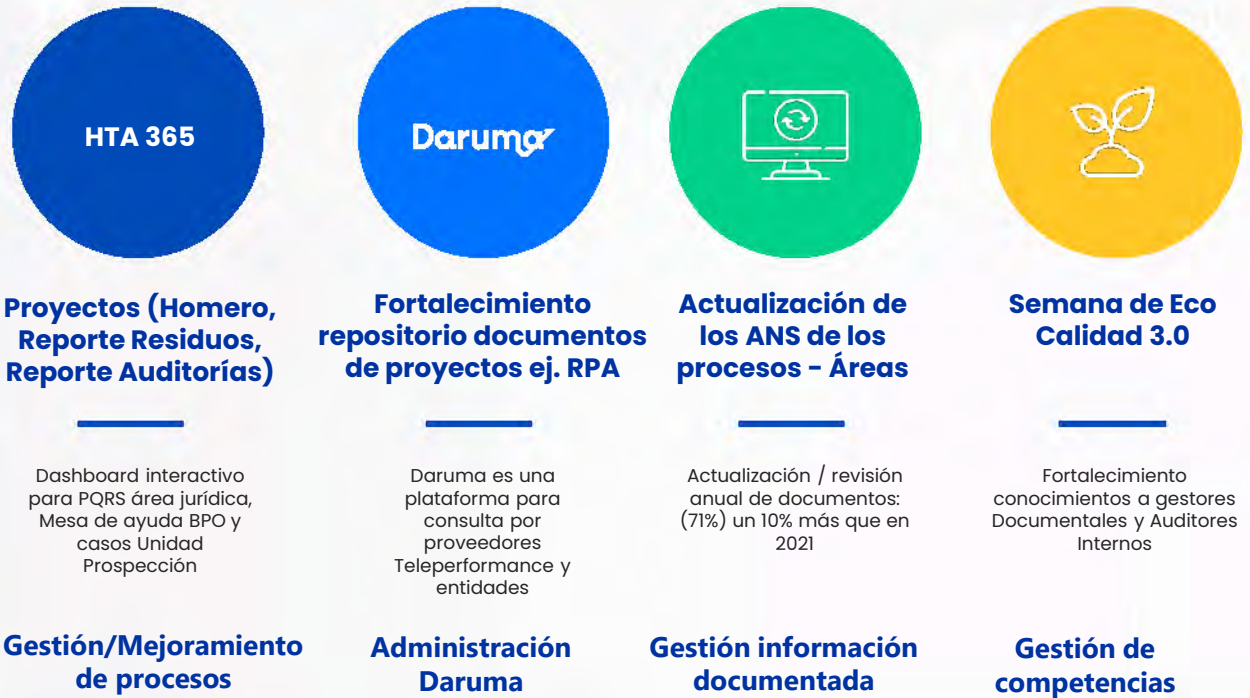 HTA 365
Proyectos (Homero,
Reporte Residuos,
Reporte Auditorías)
Dashboard interactivo
para PQRS área jurídica,
Mesa de ayuda BPO y
casos Unidad
Prospección
Gestión/Mejoramiento
de procesos
Daruma
Fortalecimiento
repositorio documentos
de proyectos ej. RPA
Daruma es una
plataforma para
consulta por
proveedores
Teleperformance y
entidades
Administración
Daruma
Actualización de
los ANS de los
procesos - Áreas
Actualización / revisión
anual de documentos:
(71%) un 10% más que en
2021
Gestión información
documentada
Semana de Eco
Calidad 3.0
Fortalecimiento
conocimientos a gestores
Documentales y Auditores
Internos
Gestión de
competencias